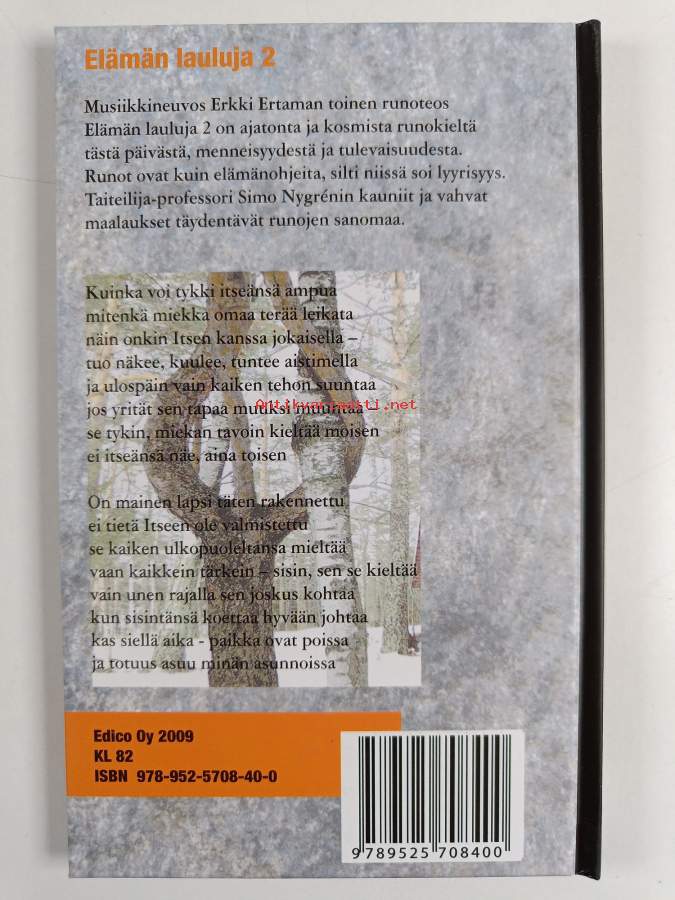 Elämän lauluja 2
Musiikkineuvos Erkki Ertaman toinen runoteos
Elämän lauluja 2 on ajatonta ja kosmista runokieltä
tästä päivästä, menneisyydestä ja tulevaisuudesta.
Runot ovat kuin elämänohjeita, silti niissä soi lyyrisyys.
Taiteilija-professori Simo Nygrénin kauniit ja vahvat
maalaukset täydentävät runojen sanomaa.
Kuinka voi tykki itseänsä ampua
mitenkä miekka omaa terää leikata
näin onkin Itsen kanssa jokaisella –
tuo näkee, kuulee, tuntee aistimella
ja ulospäin vain kaiken tehon suuntaa
jos yrität sen tapaa muuksi muuntaa –
Antikvariaatti.net
se tykin, miekan tavoin kieltää moisen
ei itseänsä näe, aina toisen
On mainen lapsi täten rakennettu
ei tietä Itseen ole valmistettu
se kaiken ulkopuoleltansa mieltää
vaan kaikkein tärkein – sisin, sen se kieltää
vain unen rajalla sen joskus kohtaa
kun sisintänsä koettaa hyvään johtaa
kas siellä aika - paikka ovat poissa
ja totuus asuu minän asunnoissa
Edico Oy 2009
KL 82
ISBN 978-952-5708-40-0
9 789525 708400